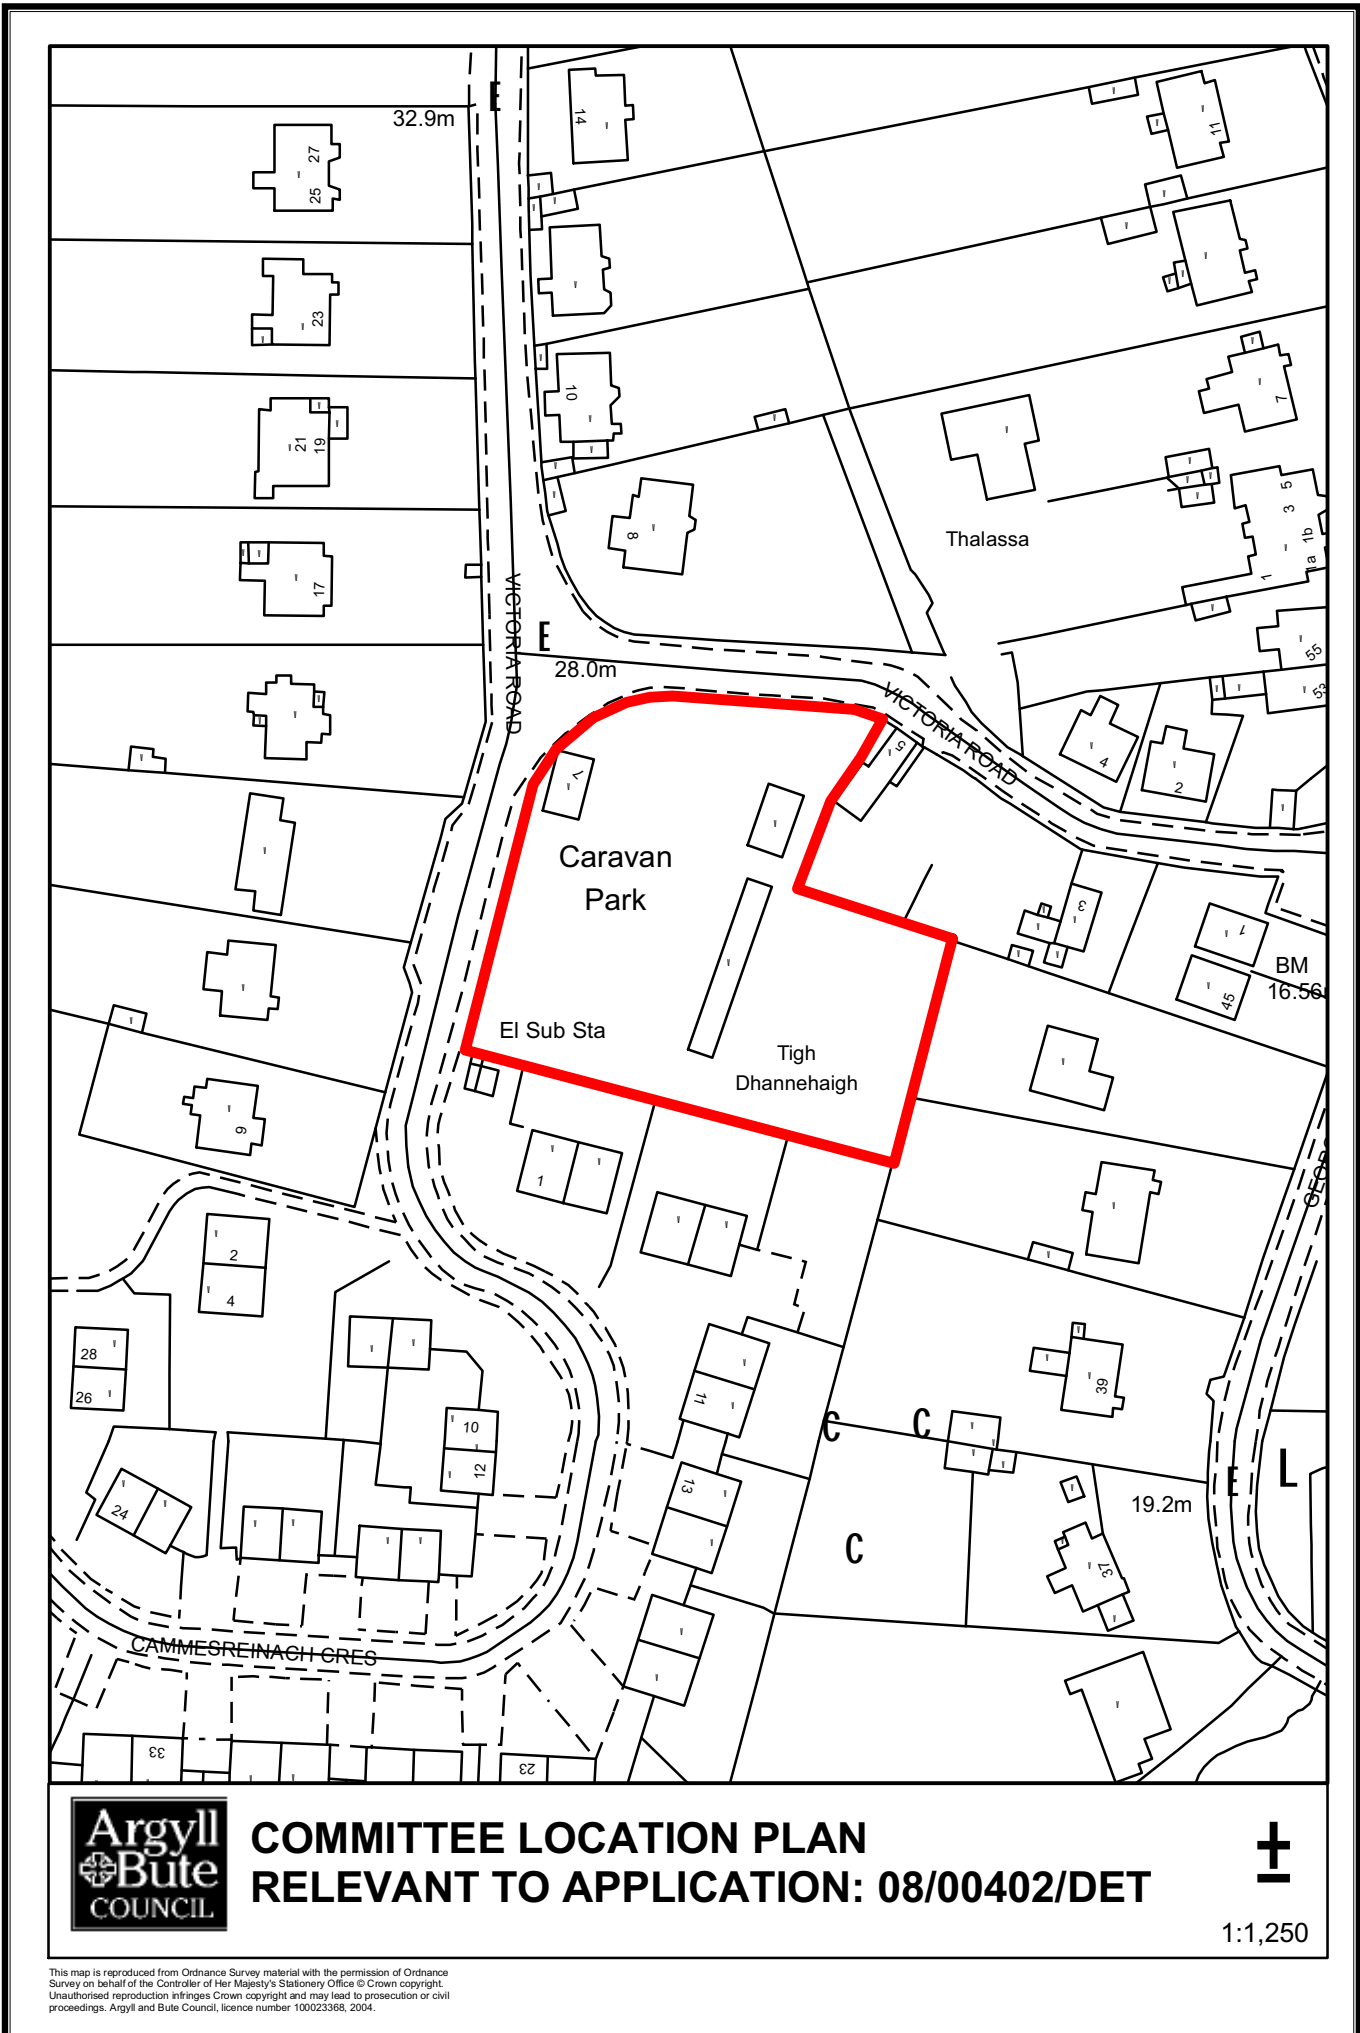 E
32.9m
14
11
27
25
23
10
7
21
19
8
5
3
1b
1a
1
Thalassa
17
VICTORIA ROAD
E
28.0m
55
53
VICTORIA ROAD
5
4
2
7
Caravan
Park
3
1
BM
45
El Sub Sta
Tigh
Dhannehaigh
9
1
GEORG
2
4
28
26
39
11
C
C
10
12
13
E
L
24
19.2m
C
37
CAMMESREINACH CRES
33
23
Argyll
&Bute
COUNCIL
COMMITTEE LOCATION PLAN
RELEVANT TO APPLICATION: 08/00402/DET
±
1:1,250
This map is reproduced from Ordnance Survey material with the permission of Ordnance
Survey on behalf of the Controller of Her Majesty's Stationery Office © Crown copyright.
Unauthorised reproduction infringes Crown copyright and may lead to prosecution or civil
proceedings. Argyll and Bute Council, licence number 100023368, 2004.